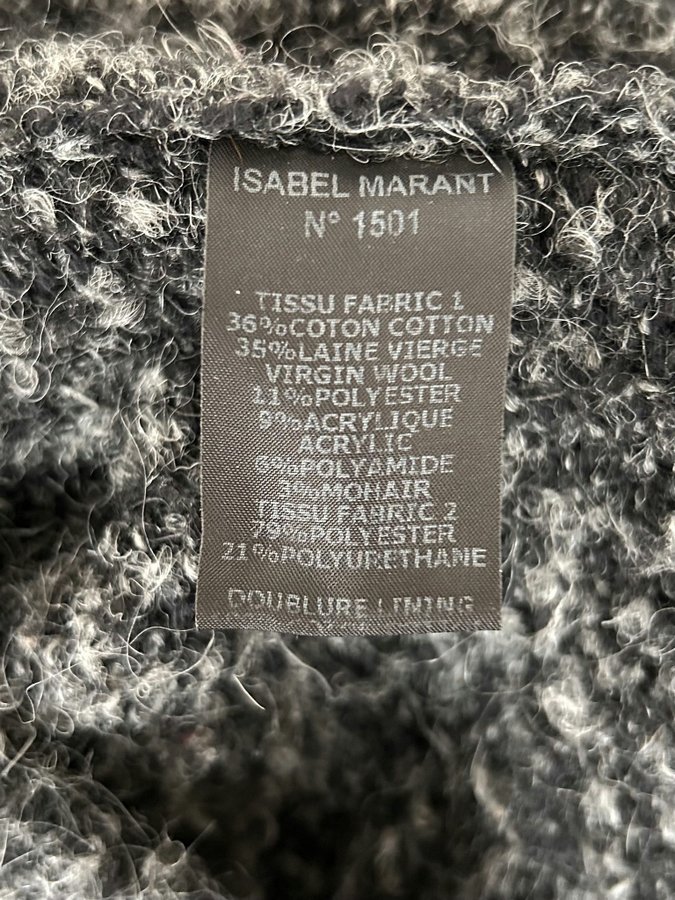 ISABEL MARANT
N° 1501
TISSU FABRIC 1
36%COTON COTTON
35%LAINE VIERGE
VIRGIN WOOL
11%POLYESTER
9%ACRYLIQUE
ACRYLIC
6%POLYAMIDE
3%MOHAIR
TISSU FABRIC 2
79%POLYESTER
21%POLYURETHANE
DOUBLURE LINING